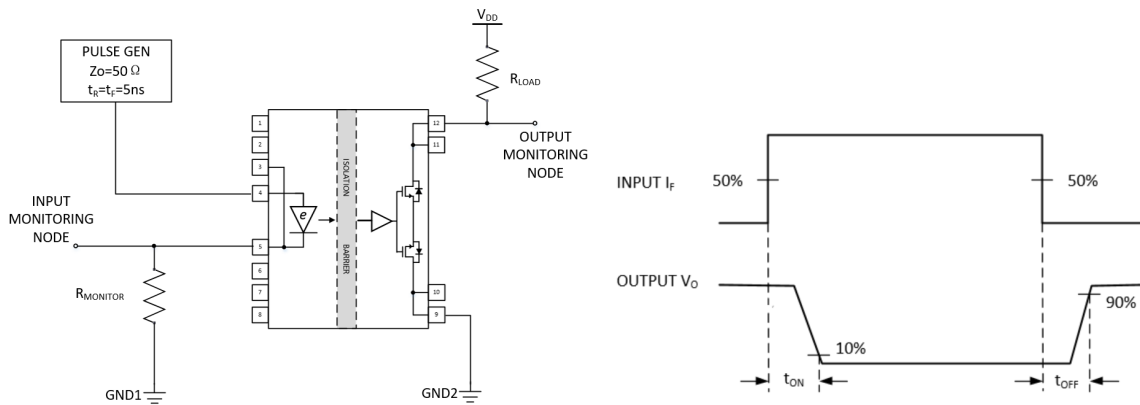 PULSE GEN
Zo=50 Ω
tR=tF=5ns
VDD
RLOAD
1
2
3
4
5
6
7
8
12
11
10
9
e
ISOLATION
BARRIER
OUTPUT
MONITORING
NODE
INPUT
MONITORING
NODE
RMONITOR
GND1
GND2
INPUT IF
50%
50%
OUTPUT VO
10%
90%
tON
tOFF